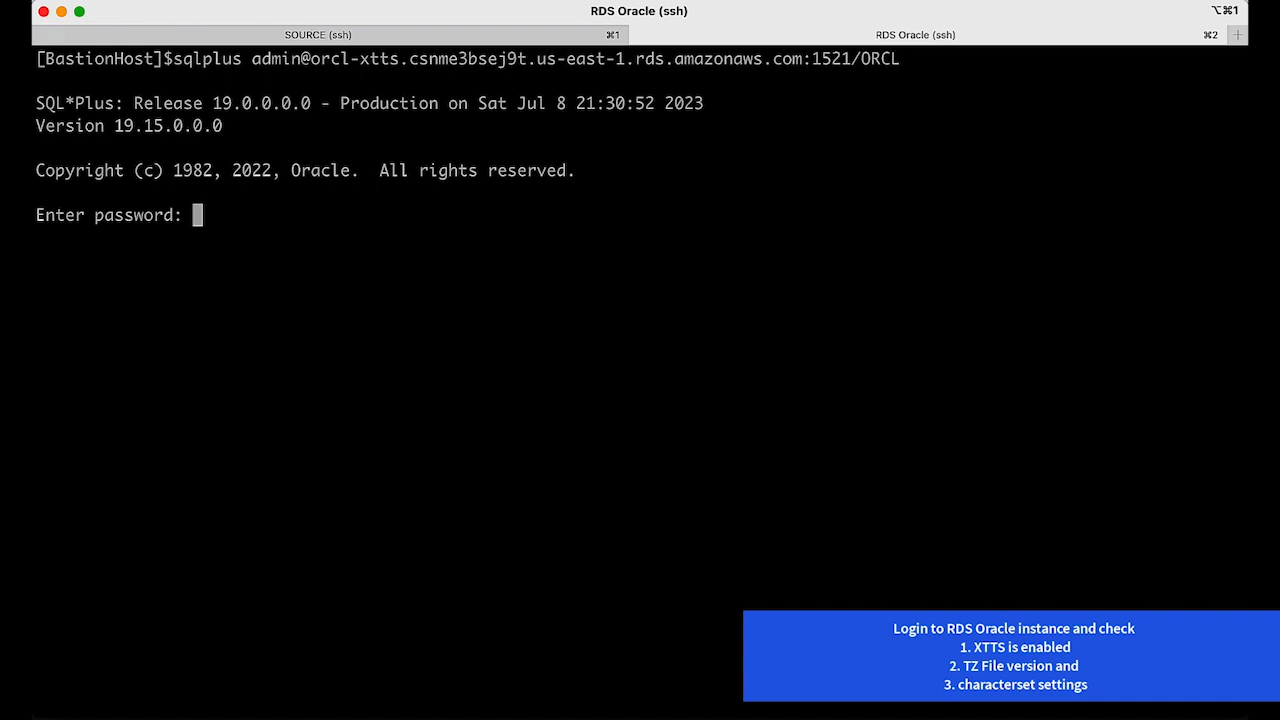 RDS Oracle (ssh)
⌥⌘1
SOURCE (ssh)
⌘1
RDS Oracle (ssh)
⌘2
[BastionHost]$sqlplus admin@orcl-xtts.csnme3bsej9t.us-east-1.rds.amazonaws.com:1521/ORCL
SQL*Plus: Release 19.0.0.0.0 - Production on Sat Jul 8 21:30:52 2023
Version 19.15.0.0.0
Copyright (c) 1982, 2022, Oracle.  All rights reserved.
Enter password:
Login to RDS Oracle instance and check
1. XTTS is enabled
2. TZ File version and
3. characterset settings